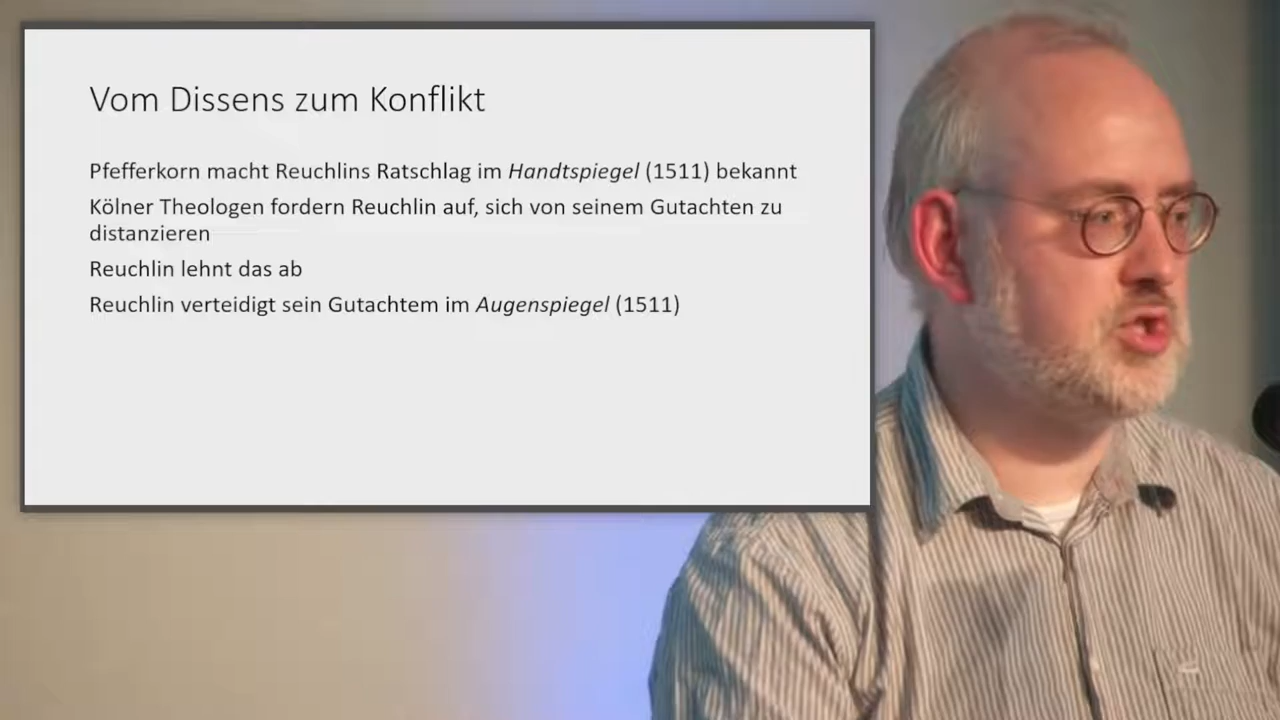 Vom Dissens zum Konflikt
Pfefferkorn macht Reuchlins Ratschlag im Handtspiegel (1511) bekannt
Kölner Theologen fordern Reuchlin auf, sich von seinem Gutachten zu
distanzieren
Reuchlin lehnt das ab
Reuchlin verteidigt sein Gutachtem im Augenspiegel (1511)